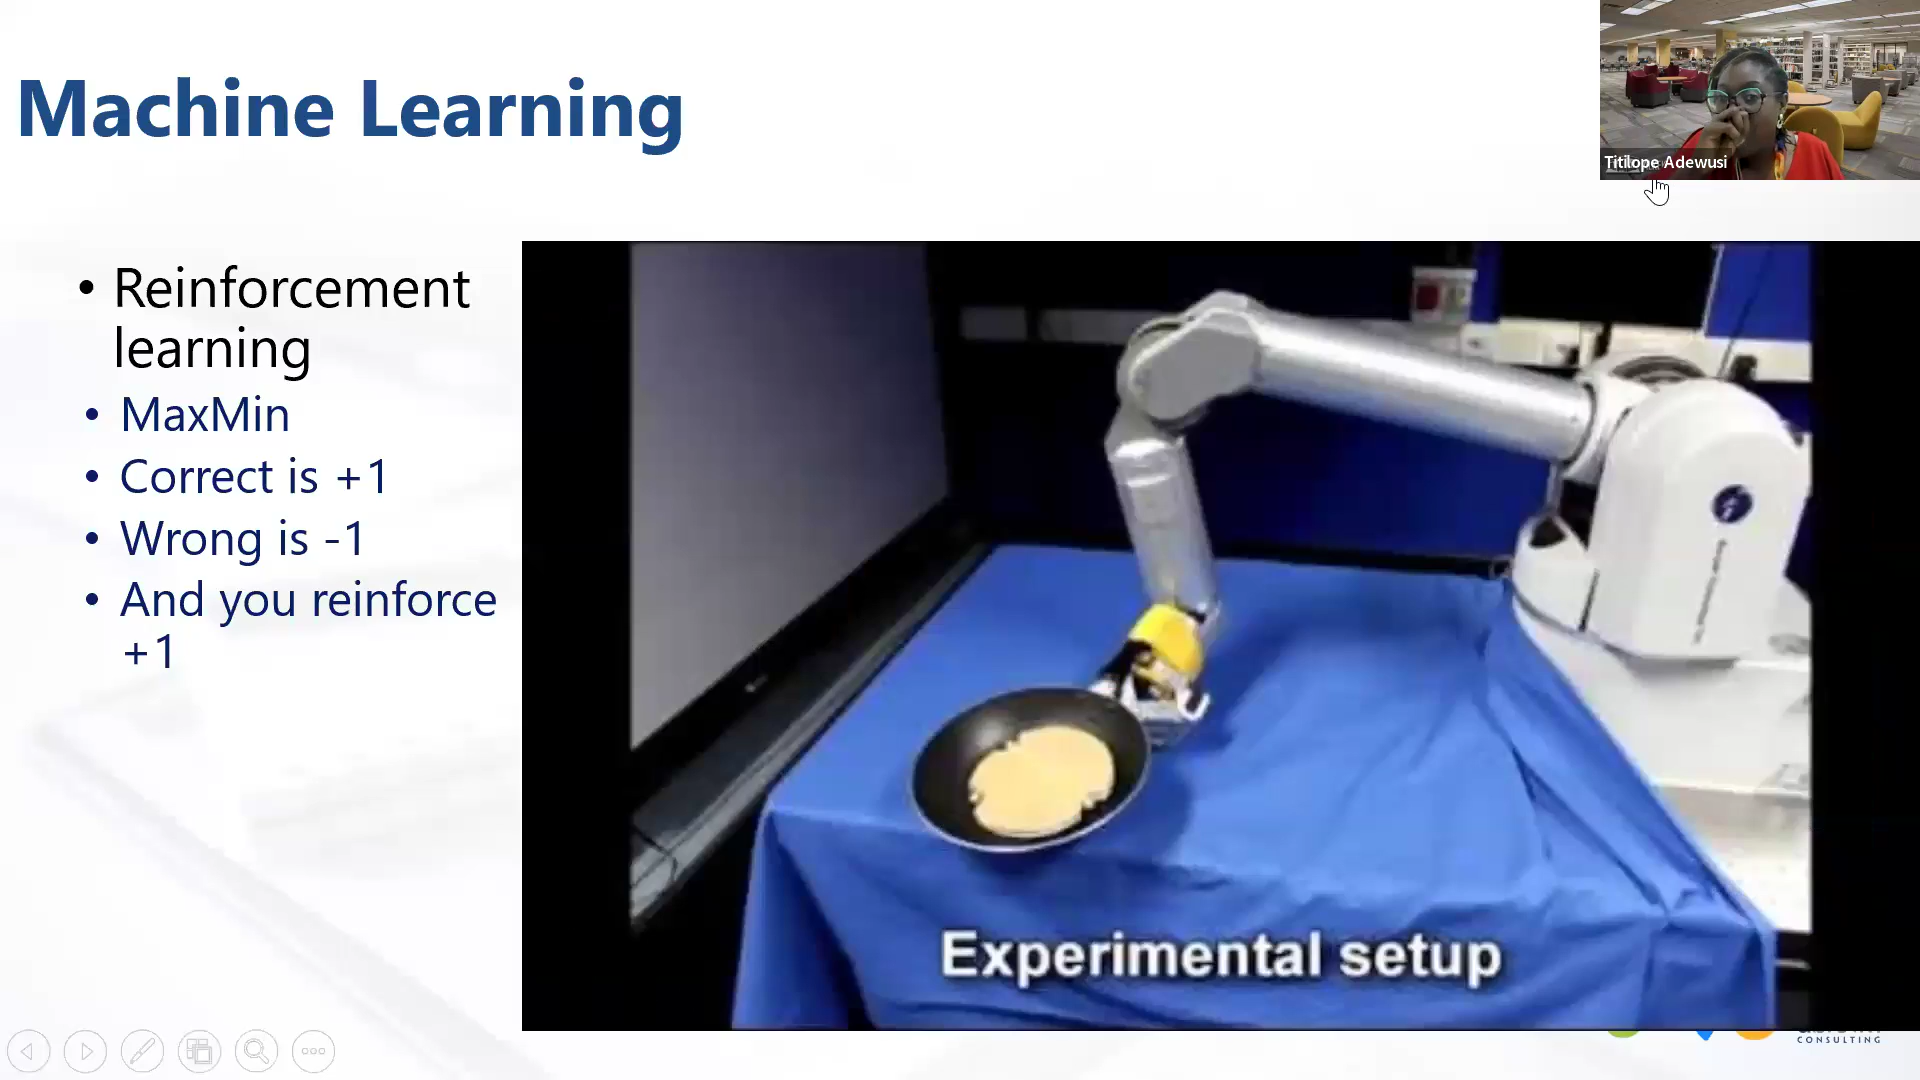 Machine Learning
Titilope Adewusi
• Reinforcement
learning
• MaxMin
• Correct is +1
• Wrong is -1
• And you reinforce
+1
Experimental setup
CONSULTING